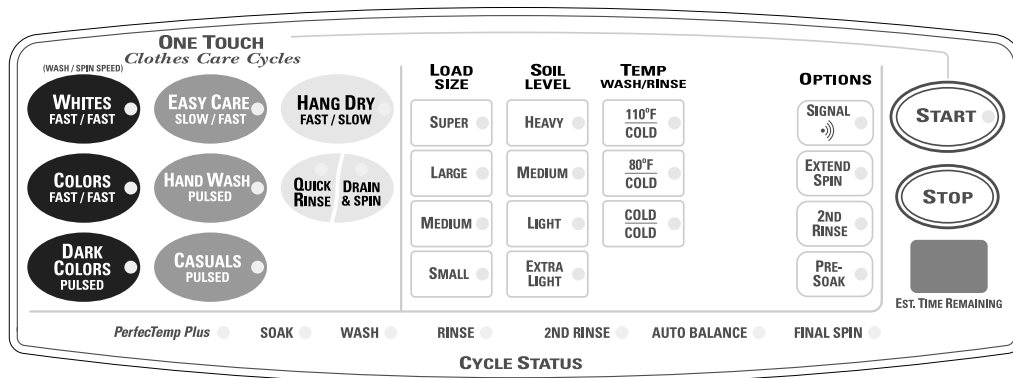 ONE TOUCH
Clothes Care Cycles
(WASH / SPIN SPEED)
WHITES
FAST / FAST
EASY CARE
SLOW / FAST
HANG DRY
FAST / SLOW
COLORS
FAST / FAST
HAND WASH
PULSED
QUICK
RINSE
DRAIN
& SPIN
DARK
COLORS
PULSED
CASUALS
PULSED
LOAD
SIZE
SUPER
LARGE
MEDIUM
SMALL
SOIL
LEVEL
HEAVY
MEDIUM
LIGHT
EXTRA
LIGHT
TEMP
WASH/RINSE
110°F
COLD
80°F
COLD
COLD
COLD
OPTIONS
SIGNAL
EXTEND
SPIN
2ND
RINSE
PRE-
SOAK
START
STOP
EST. TIME REMAINING
PerfecTemp Plus SOAK WASH RINSE 2ND RINSE AUTO BALANCE FINAL SPIN
CYCLE STATUS